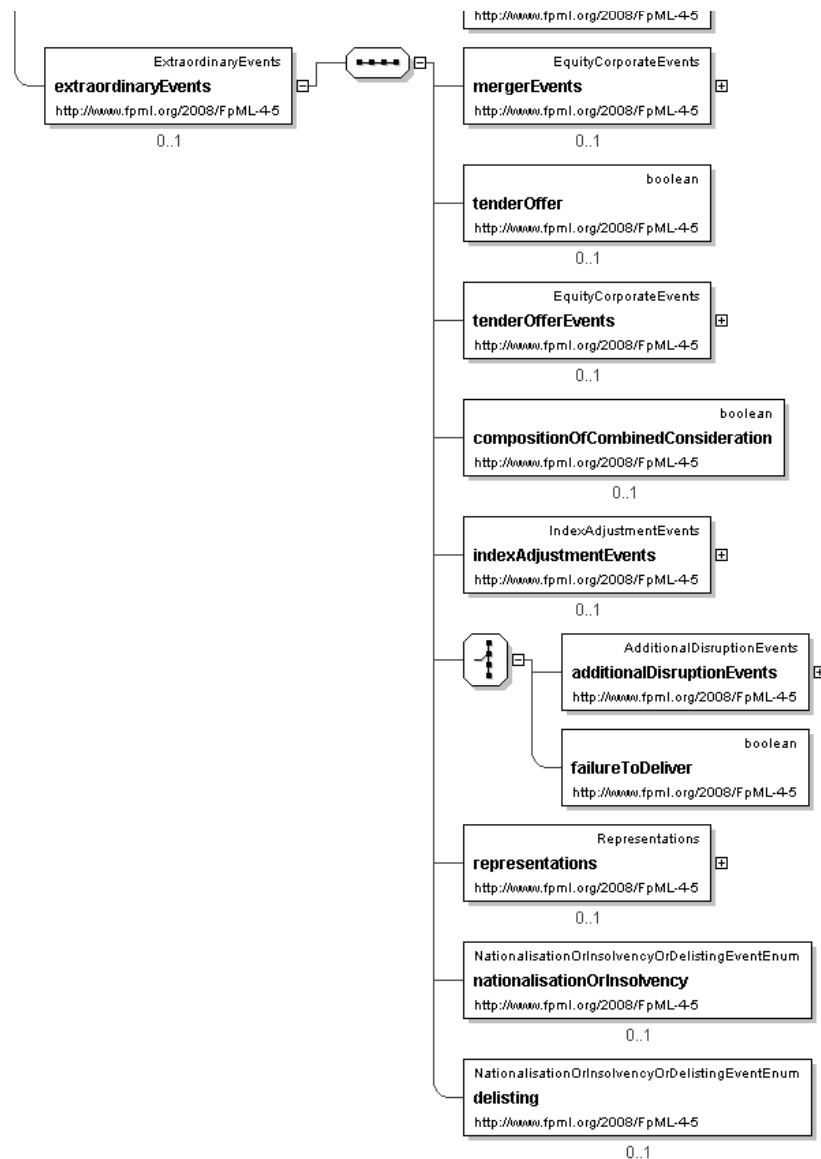 http://www.fpml.org/2008/FpML-4-5
ExtraordinaryEvents
extraordinaryEvents
http://www.fpml.org/2008/FpML-4-5
0..1
EquityCorporateEvents
mergerEvents
http://www.fpml.org/2008/FpML-4-5
0..1
boolean
tenderOffer
http://www.fpml.org/2008/FpML-4-5
0..1
EquityCorporateEvents
tenderOfferEvents
http://www.fpml.org/2008/FpML-4-5
0..1
boolean
compositionOfCombinedConsideration
http://www.fpml.org/2008/FpML-4-5
0..1
IndexAdjustmentEvents
indexAdjustmentEvents
http://www.fpml.org/2008/FpML-4-5
0..1
AdditionalDisruptionEvents
additionalDisruptionEvents
http://www.fpml.org/2008/FpML-4-5
boolean
failureToDeliver
http://www.fpml.org/2008/FpML-4-5
Representations
representations
http://www.fpml.org/2008/FpML-4-5
0..1
NationalisationOrInsolvencyOrDelistingEventEnum
nationalisationOrInsolvency
http://www.fpml.org/2008/FpML-4-5
0..1
NationalisationOrInsolvencyOrDelistingEventEnum
delisting
http://www.fpml.org/2008/FpML-4-5
0..1